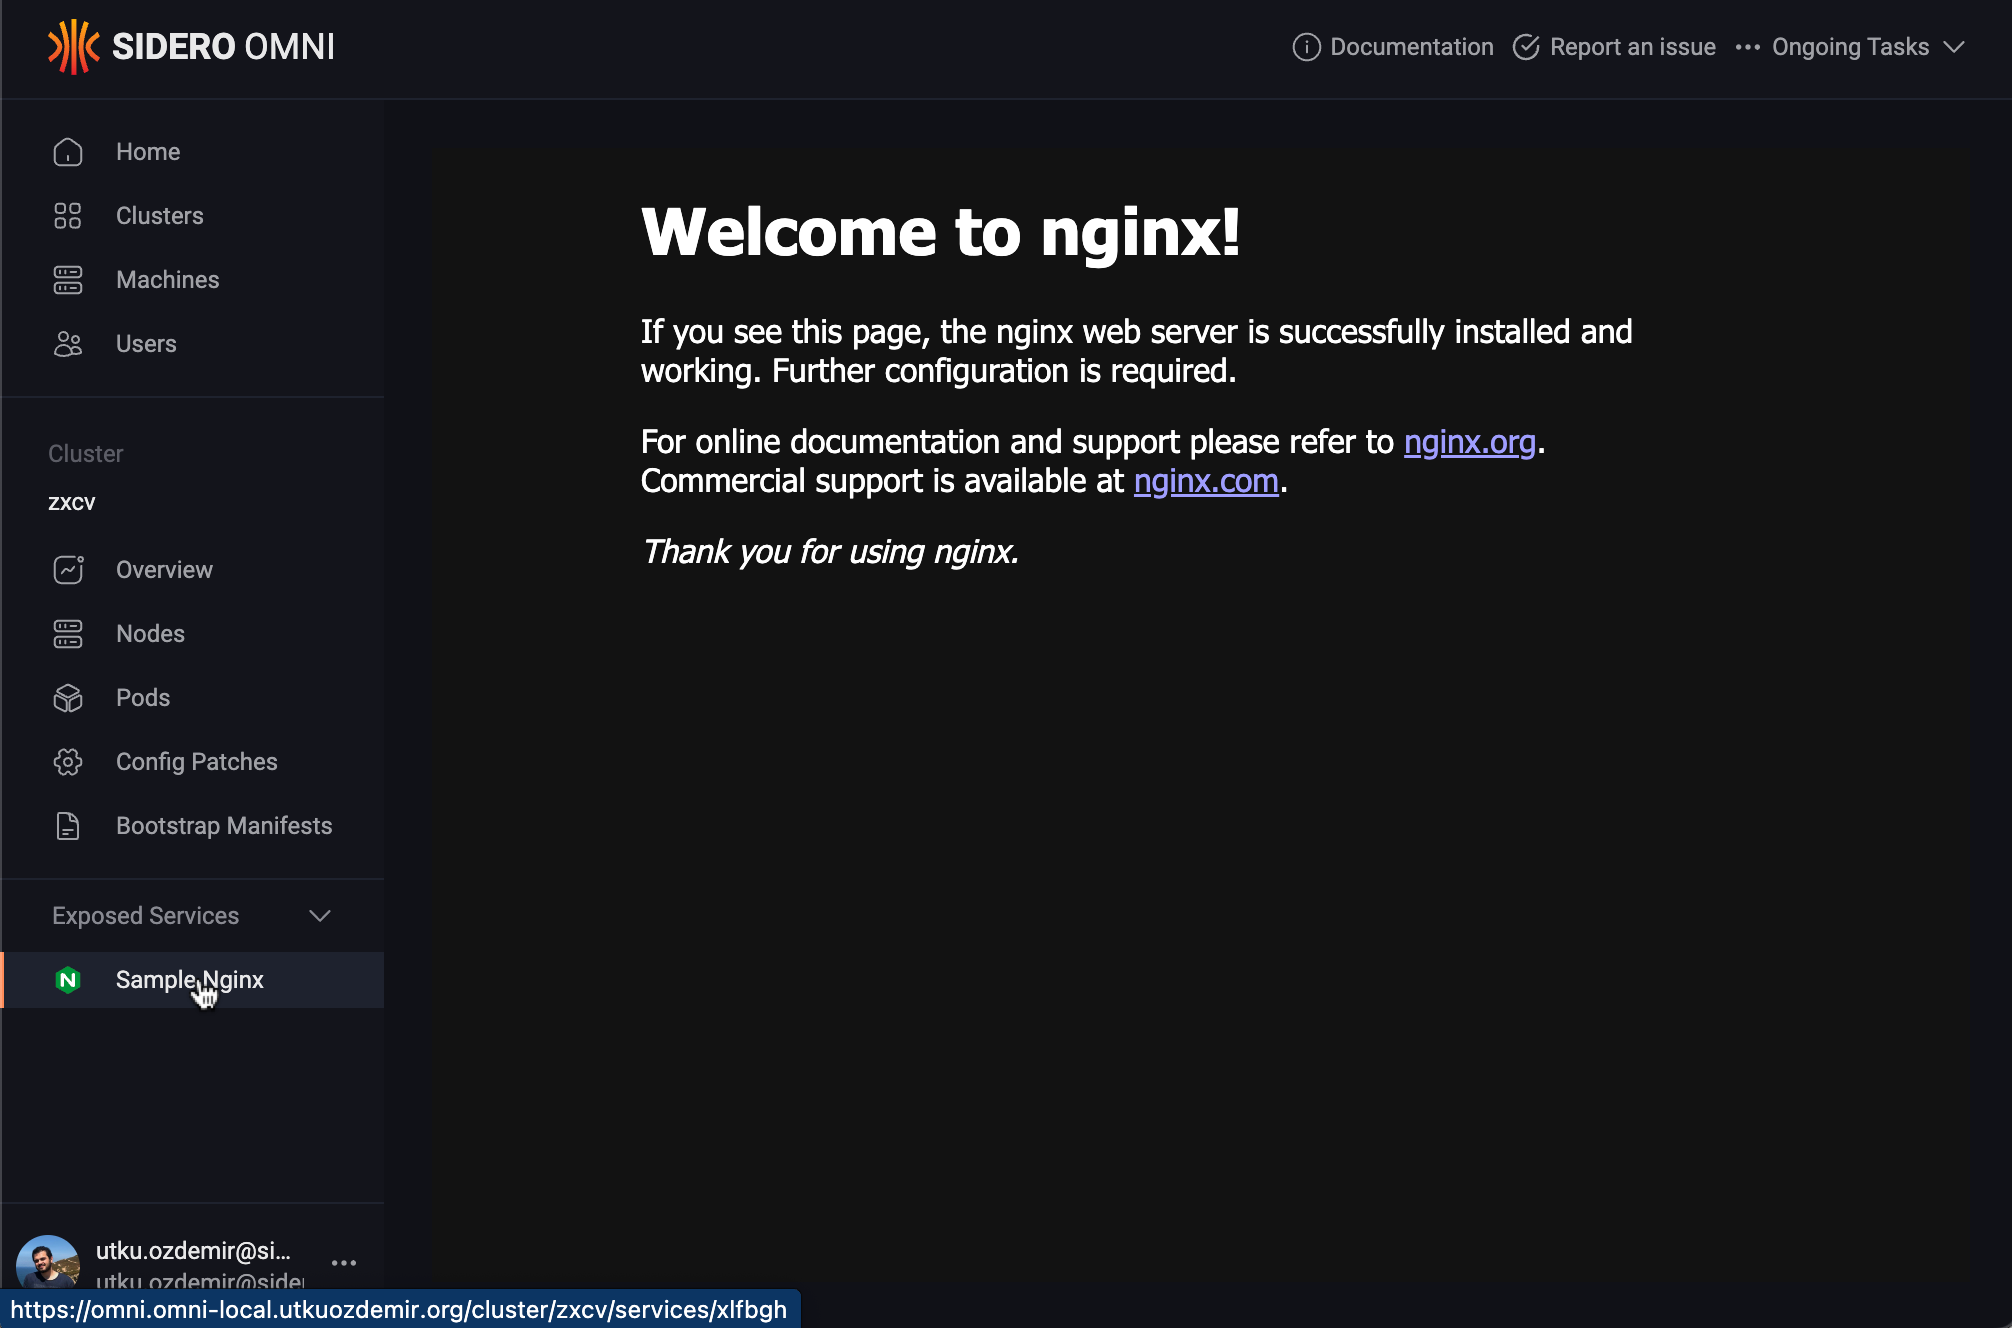 SIDERO OMNI
Documentation
Report an issue
Ongoing Tasks
Home
Clusters
Machines
Users
Cluster
zxcv
Overview
Nodes
Pods
Config Patches
Bootstrap Manifests
Exposed Services
Sample Nginx
Welcome to nginx!
If you see this page, the nginx web server is successfully installed and
working. Further configuration is required.
For online documentation and support please refer to nginx.org.
Commercial support is available at nginx.com.
Thank you for using nginx.
utku.ozdemir@si...
utku.ozdemir@side
https://omni.omni-local.utkuozdemir.org/cluster/zxcv/services/xlfbgh